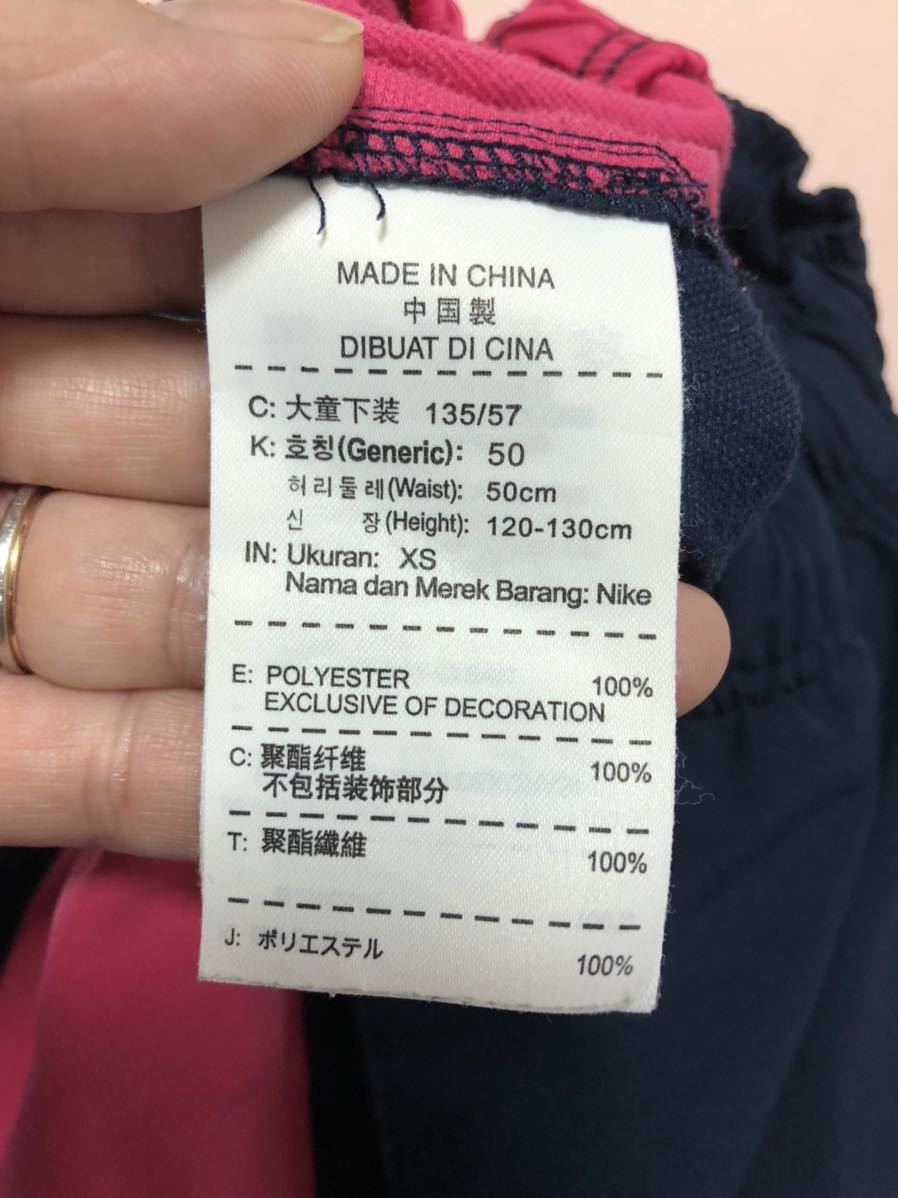 MADE IN CHINA
中国製
DIBUAT DI CINA
C: 大童下装 135/57
K: 호칭(Generic): 50
허리둘레(Waist): 50cm
신 장(Height): 120-130cm
IN: Ukuran: XS
Nama dan Merek Barang: Nike
E: POLYESTER 100%
EXCLUSIVE OF DECORATION
C: 聚酯纤维 100%
不包括装饰部分
T: 聚酯纖維 100%
J: ポリエステル 100%